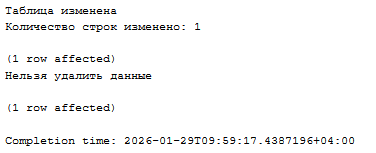 Таблица изменена
Количество строк изменено: 1
(1 row affected)
Нельзя удалить данные
(1 row affected)
Completion time: 2026-01-29T09:59:17.4387196+04:00